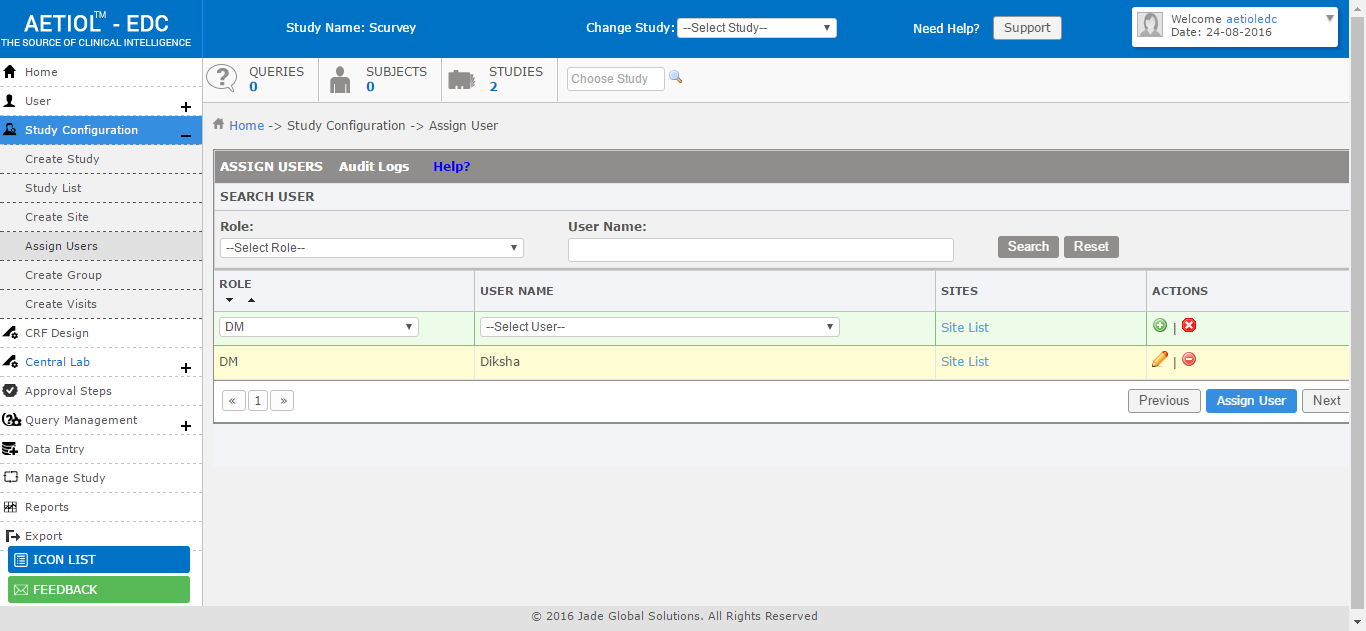 AETIOL™ - EDC
THE SOURCE OF CLINICAL INTELLIGENCE
Study Name: Scurvey
Change Study: --Select Study--
Need Help? Support
Welcome aetioledc
Date: 24-08-2016
Home
User
Study Configuration
Create Study
Study List
Create Site
Assign Users
Create Group
Create Visits
CRF Design
Central Lab
Approval Steps
Query Management
Data Entry
Manage Study
Reports
Export
ICON LIST
FEEDBACK
QUERIES
0
SUBJECTS
0
STUDIES
2
Choose Study
Home -> Study Configuration -> Assign User
ASSIGN USERS Audit Logs Help?
SEARCH USER
Role: User Name:
--Select Role-- Search Reset
ROLE USER NAME SITES ACTIONS
DM --Select User-- Site List |
DM Diksha Site List |
« 1 » Previous Assign User Next
© 2016 Jade Global Solutions. All Rights Reserved